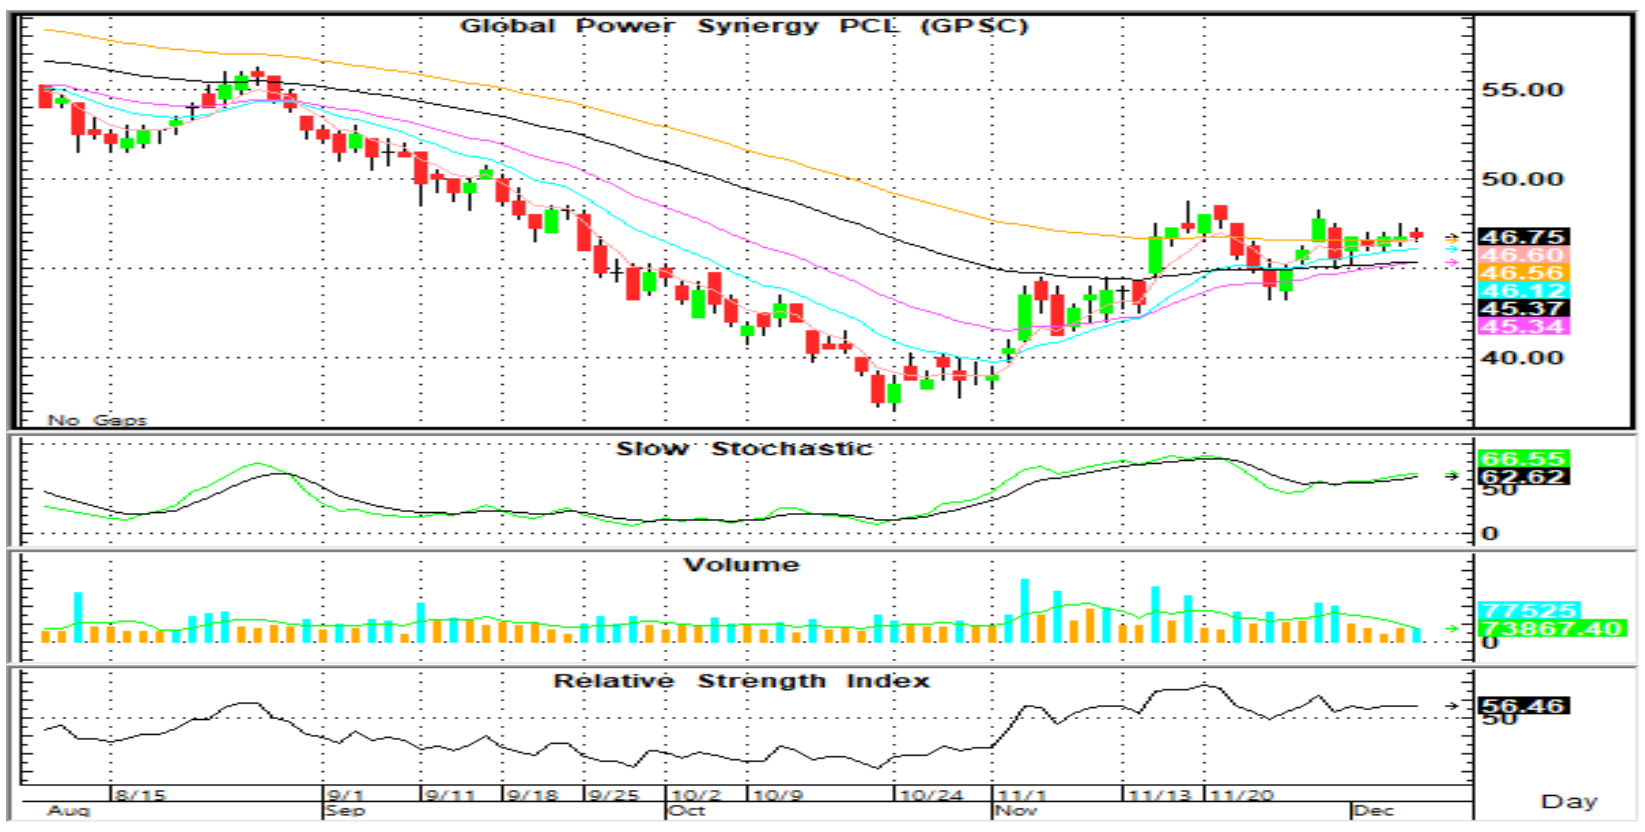 Global Power Synergy PCL (GPSC)
55.00
50.00
46.75
46.60
46.56
46.12
45.37
45.34
40.00
No Gaps
Slow Stochastic
66.55
62.62
50
0
Volume
77525
73867.40
0
Relative Strength Index
56.46
50
8/15 9/1 9/11 9/18 9/25 10/2 10/9 10/24 11/1 11/13 11/20
Aug Sep Oct Nov Dec
Day